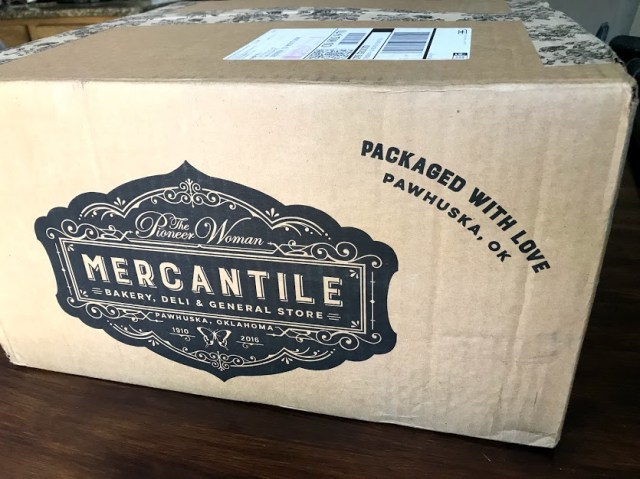 The
Pioneer Woman
MERCANTILE
BAKERY, DELI & GENERAL STORE
PAWHUSKA, OKLAHOMA
1910 2016
PACKAGED WITH LOVE
PAWHUSKA, OK